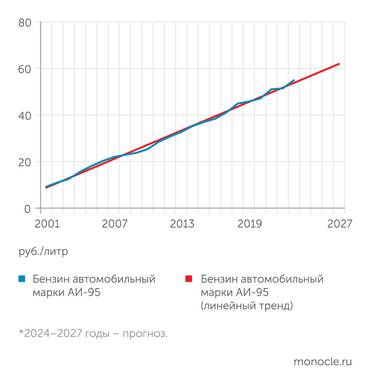 80
60
40
20
0
2001 2007 2013 2019 2027
руб./литр
Бензин автомобильный
марки АИ-95
Бензин автомобильный
марки АИ-95
(линейный тренд)
*2024–2027 годы – прогноз.
monocle.ru